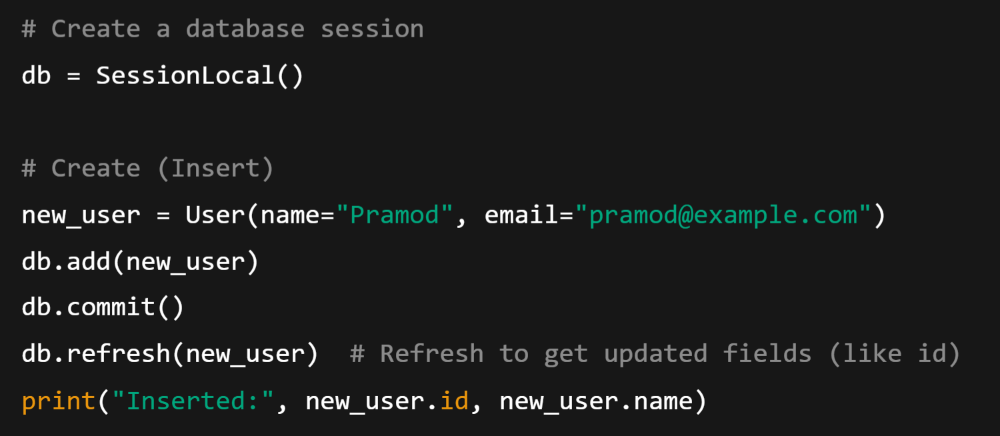 # Create a database session
db = SessionLocal()
# Create (Insert)
new_user = User(name="Pramod", email="pramod@example.com")
db.add(new_user)
db.commit()
db.refresh(new_user)  # Refresh to get updated fields (like id)
print("Inserted:", new_user.id, new_user.name)